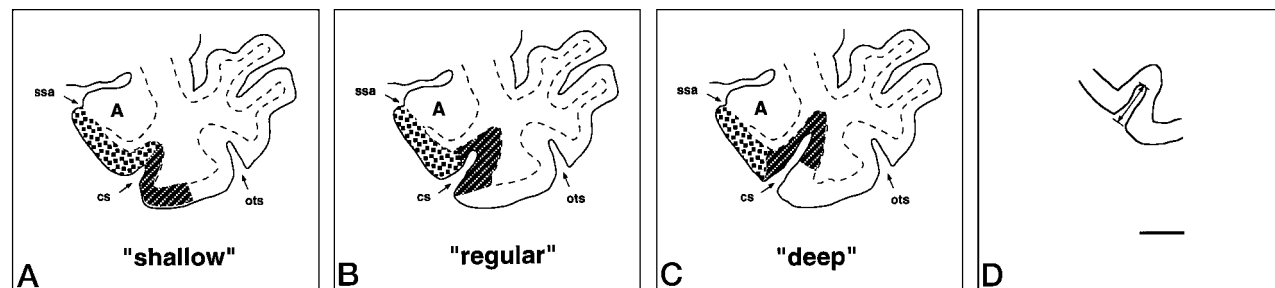 ssa
A
cs
ots
"shallow"
A
ssa
A
cs
ots
"regular"
B
ssa
A
cs
ots
"deep"
C
D